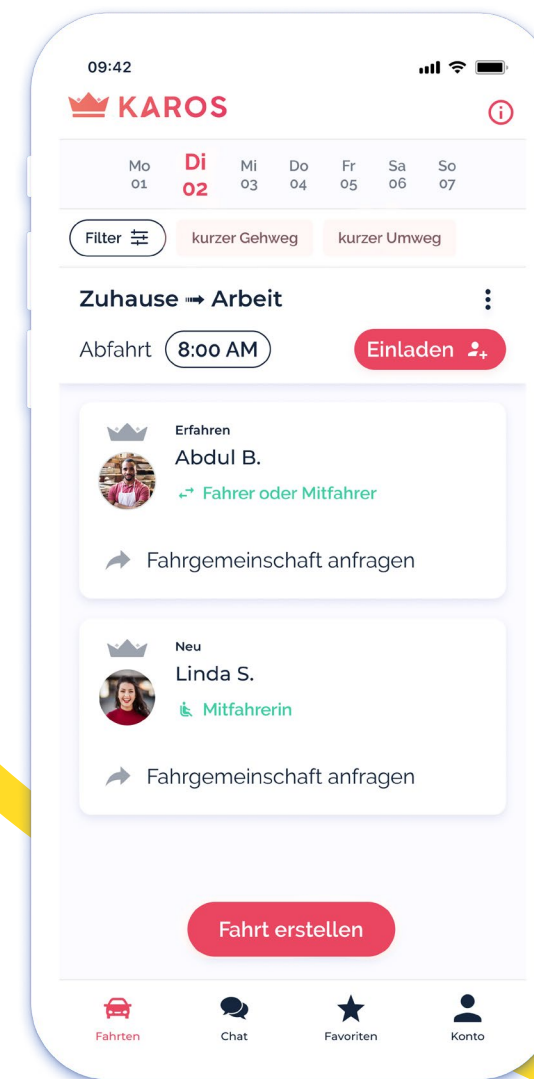 09:42
KAROS
Mo Di Mi Do Fr Sa So
01 02 03 04 05 06 07
Filter kurzer Gehweg kurzer Umweg
Zuhause ➟ Arbeit
Abfahrt 8:00 AM Einladen
Erfahren
Abdul B.
Fahrer oder Mitfahrer
Fahrgemeinschaft anfragen
Neu
Linda S.
Mitfahrerin
Fahrgemeinschaft anfragen
Fahrt erstellen
Fahrten Chat Favoriten Konto